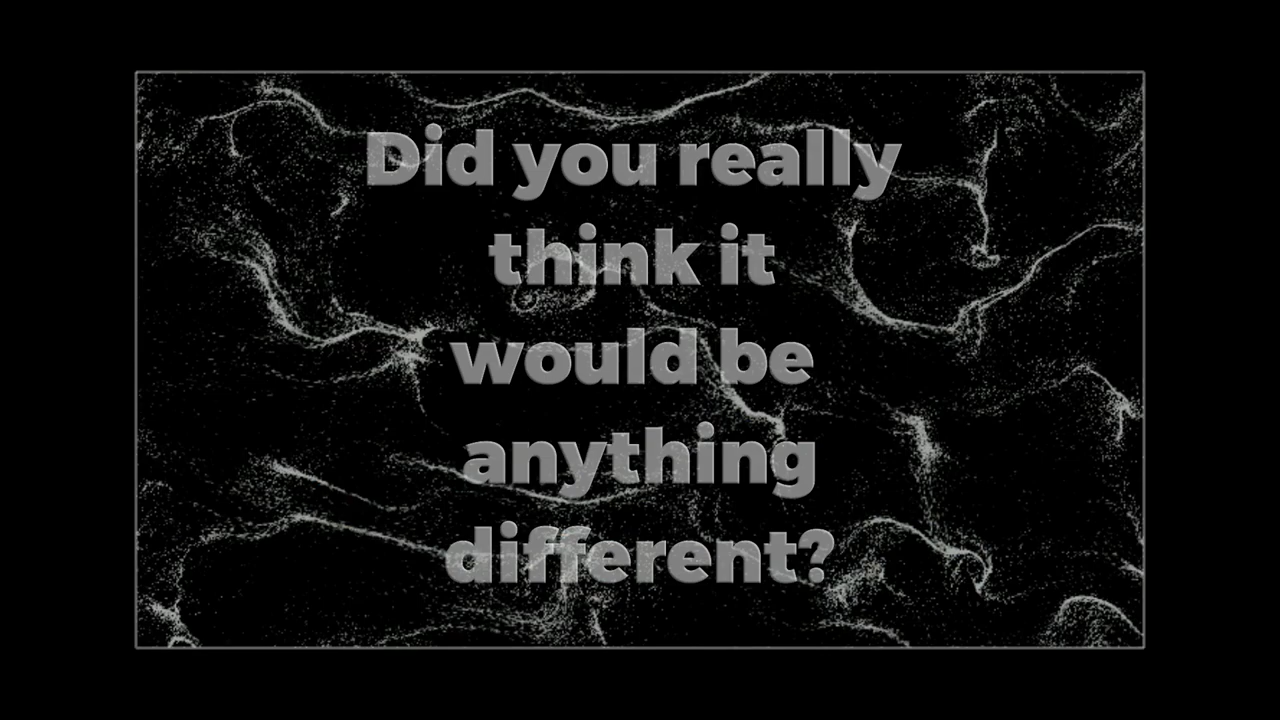 Did you really
think it
would be
anything
different?